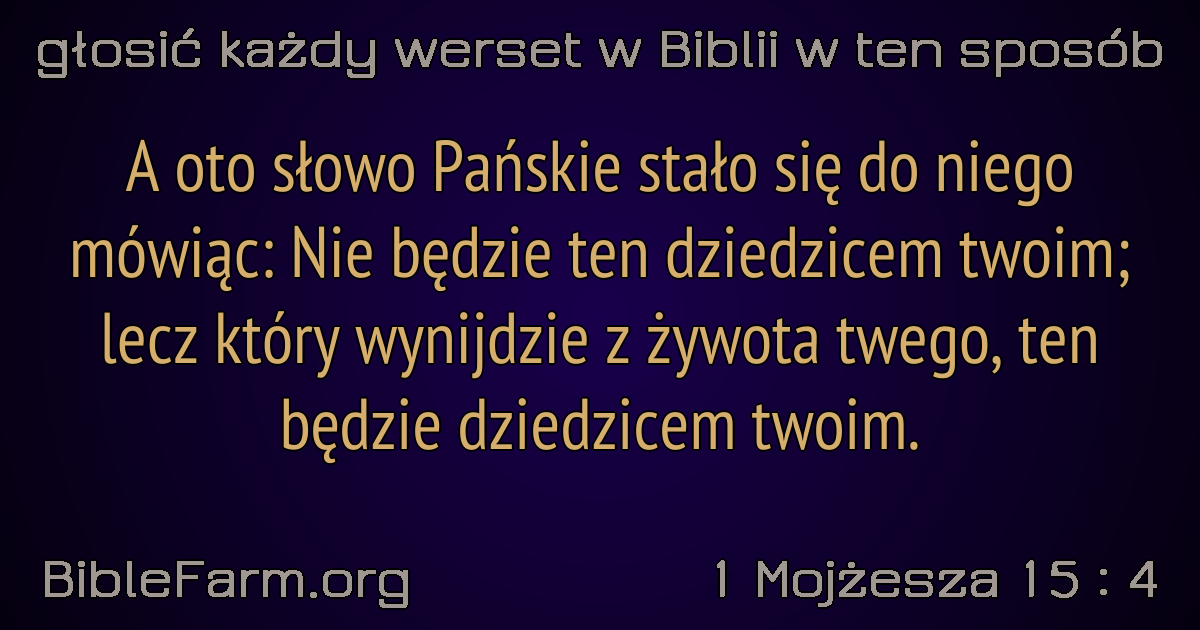 głosić każdy werset w Biblii w ten sposób
A oto słowo Pańskie stało się do niego
mówiąc: Nie będzie ten dziedzicem twoim;
lecz który wynijdzie z żywota twego, ten
będzie dziedzicem twoim.
BibleFarm.org
1 Mojżesza 15 : 4